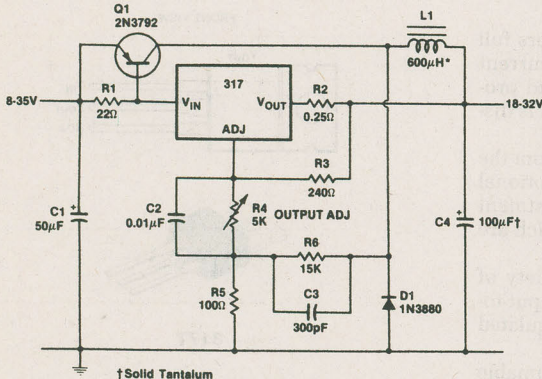 Q1
2N3792
L1
600μH*
R1
22Ω
317
VIN
VOUT
ADJ
R2
0.25Ω
8-35V
18-32V
R3
240Ω
C2
0.01μF
R4
5K
OUTPUT ADJ
C1
+
50μF
C4
+
100μF†
R6
15K
R5
100Ω
C3
300pF
D1
1N3880
†Solid Tantalum